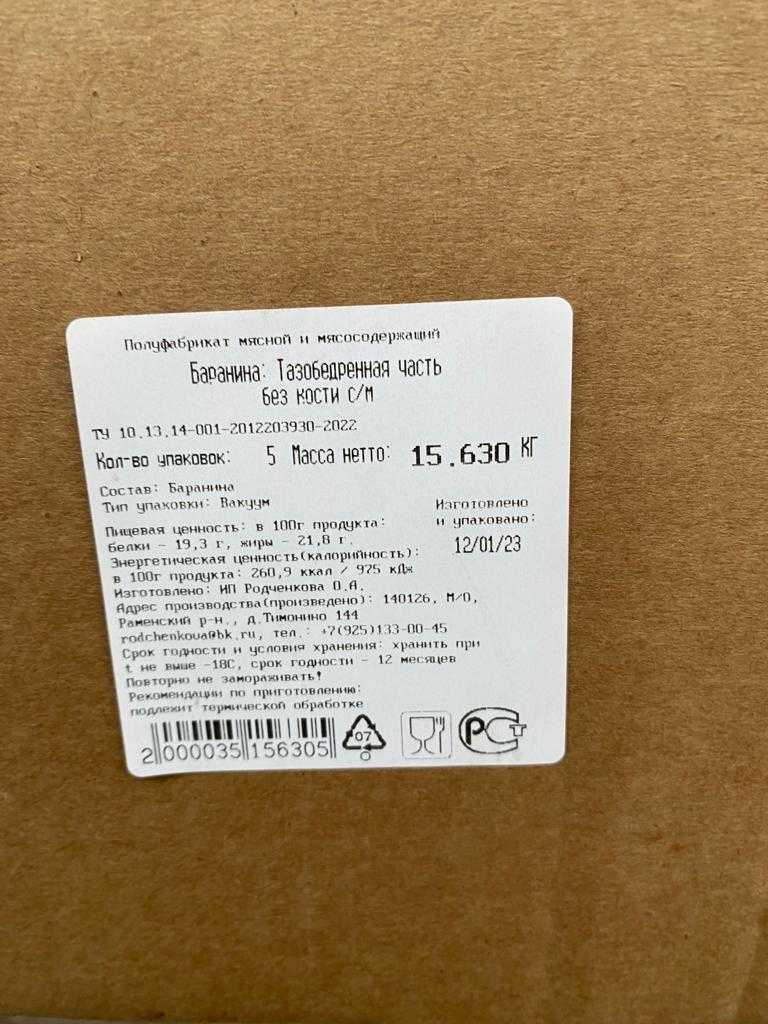 Полуфабрикат мясной и мясосодержащий
Баранина: Тазобедренная часть
без кости с/м
ТУ 10.13.14-001-2012203930-2022
Кол-во упаковок: 5 Масса нетто: 15.630 КГ
Состав: Баранина
Тип упаковки: Вакуум
Изготовлено
и упаковано:
12/01/23
Пищевая ценность: в 100г продукта:
белки - 19,3 г, жиры - 21,8 г.
Энергетическая ценность(калорийность):
в 100г продукта: 260,9 ккал / 975 кДж
Изготовлено: ИП Родченкова О.А.
Адрес производства(произведено): 140126, М/О,
Раменский р-н., д.Тимонино 144
rodchenkova@bk.ru, тел.: +7(925)133-00-45
Срок годности и условия хранения: хранить при
t не выше -18С, срок годности - 12 месяцев
Повторно не замораживать!
Рекомендации по приготовлению:
подлежит термической обработке
2 000035 156305
07
РСТ